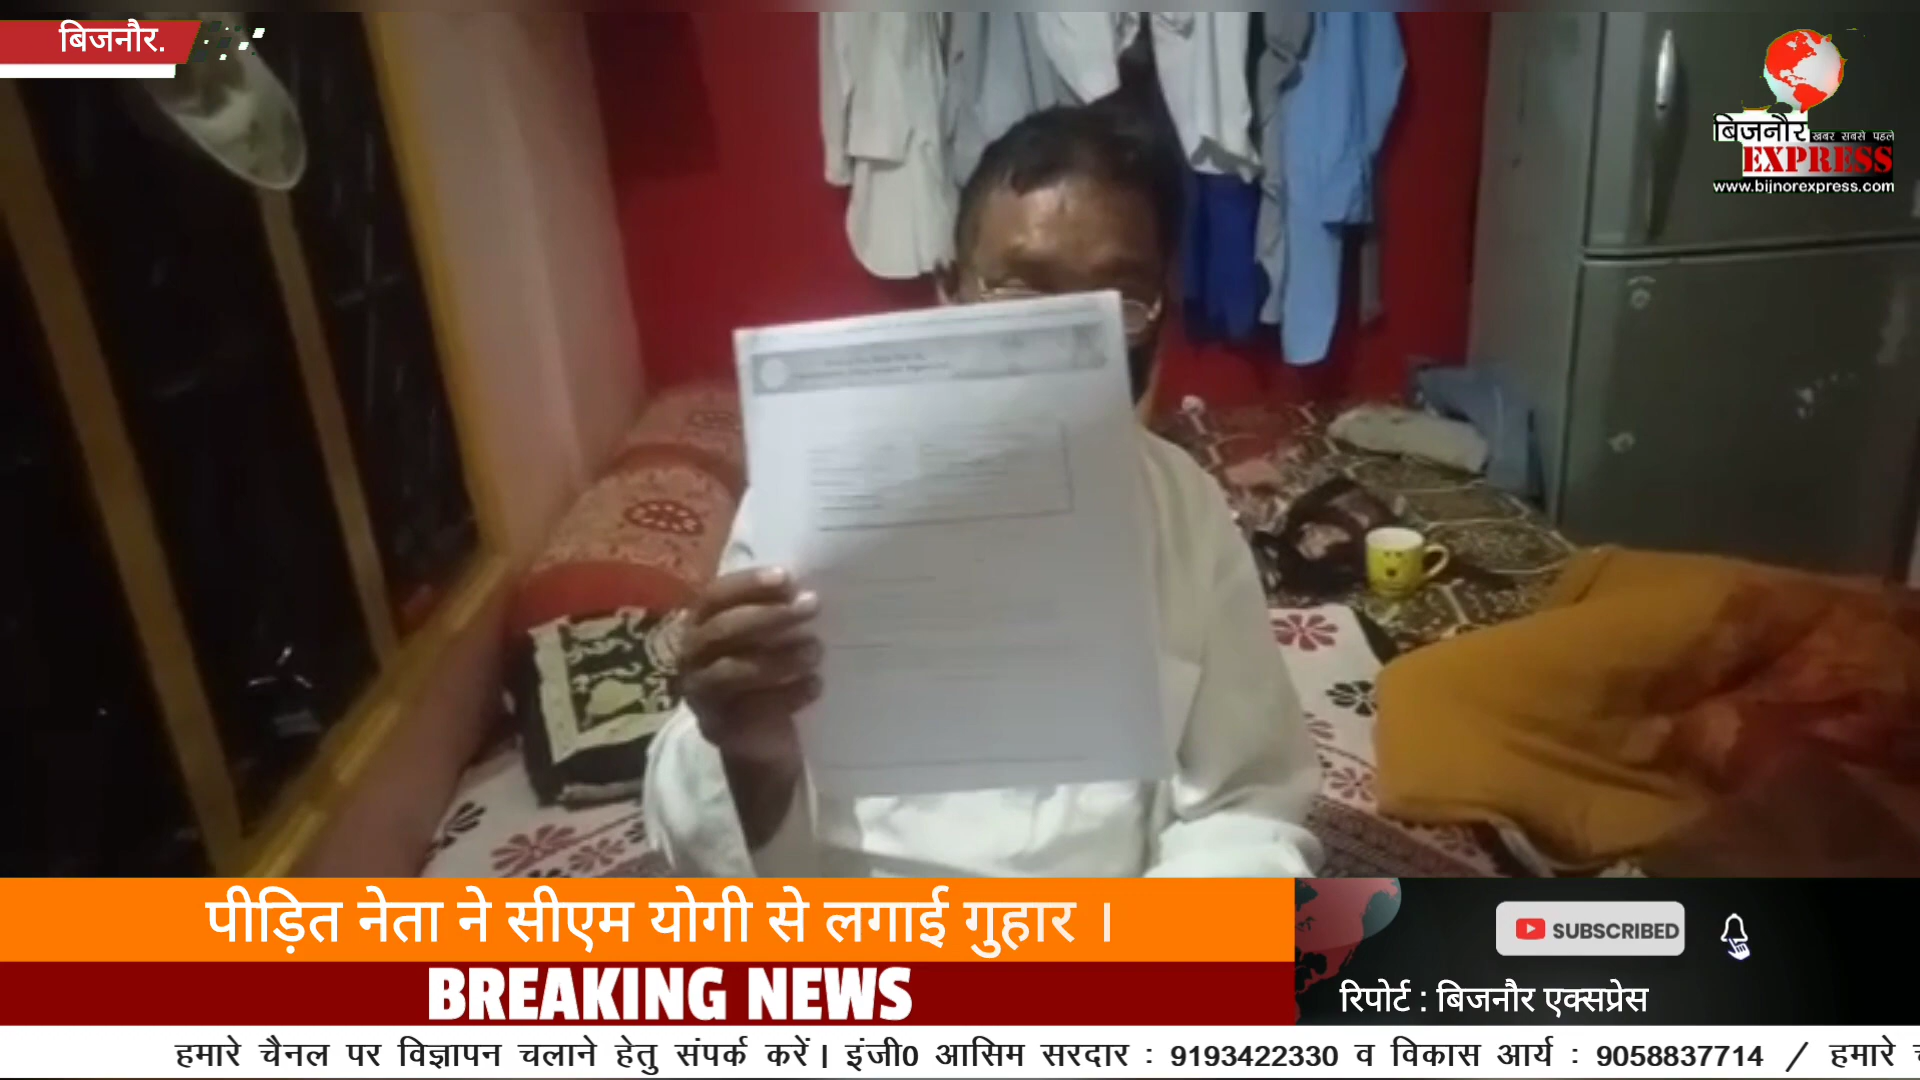 बिजनौर.
बिजनौर खबर सबसे पहले
EXPRESS
www.bijnorexpress.com
पीड़ित नेता ने सीएम योगी से लगाई गुहार ।
SUBSCRIBED
BREAKING NEWS
रिपोर्ट : बिजनौर एक्सप्रेस
हमारे चैनल पर विज्ञापन चलाने हेतु संपर्क करें। इंजी0 आसिम सरदार : 9193422330 व विकास आर्य : 9058837714 / हमारे